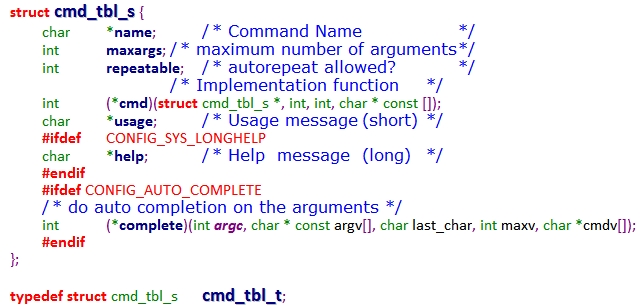 struct cmd_tbl_s {
char *name; /* Command Name */
int maxargs; /* maximum number of arguments*/
int repeatable; /* autorepeat allowed? */
/* Implementation function */
int (*cmd)(struct cmd_tbl_s *, int, int, char * const []);
char *usage; /* Usage message (short) */
#ifdef CONFIG_SYS_LONGHELP
char *help; /* Help message (long) */
#endif
#ifdef CONFIG_AUTO_COMPLETE
/* do auto completion on the arguments */
int (*complete)(int argc, char * const argv[], char last_char, int maxv, char *cmdv[]);
#endif
};
typedef struct cmd_tbl_s cmd_tbl_t;